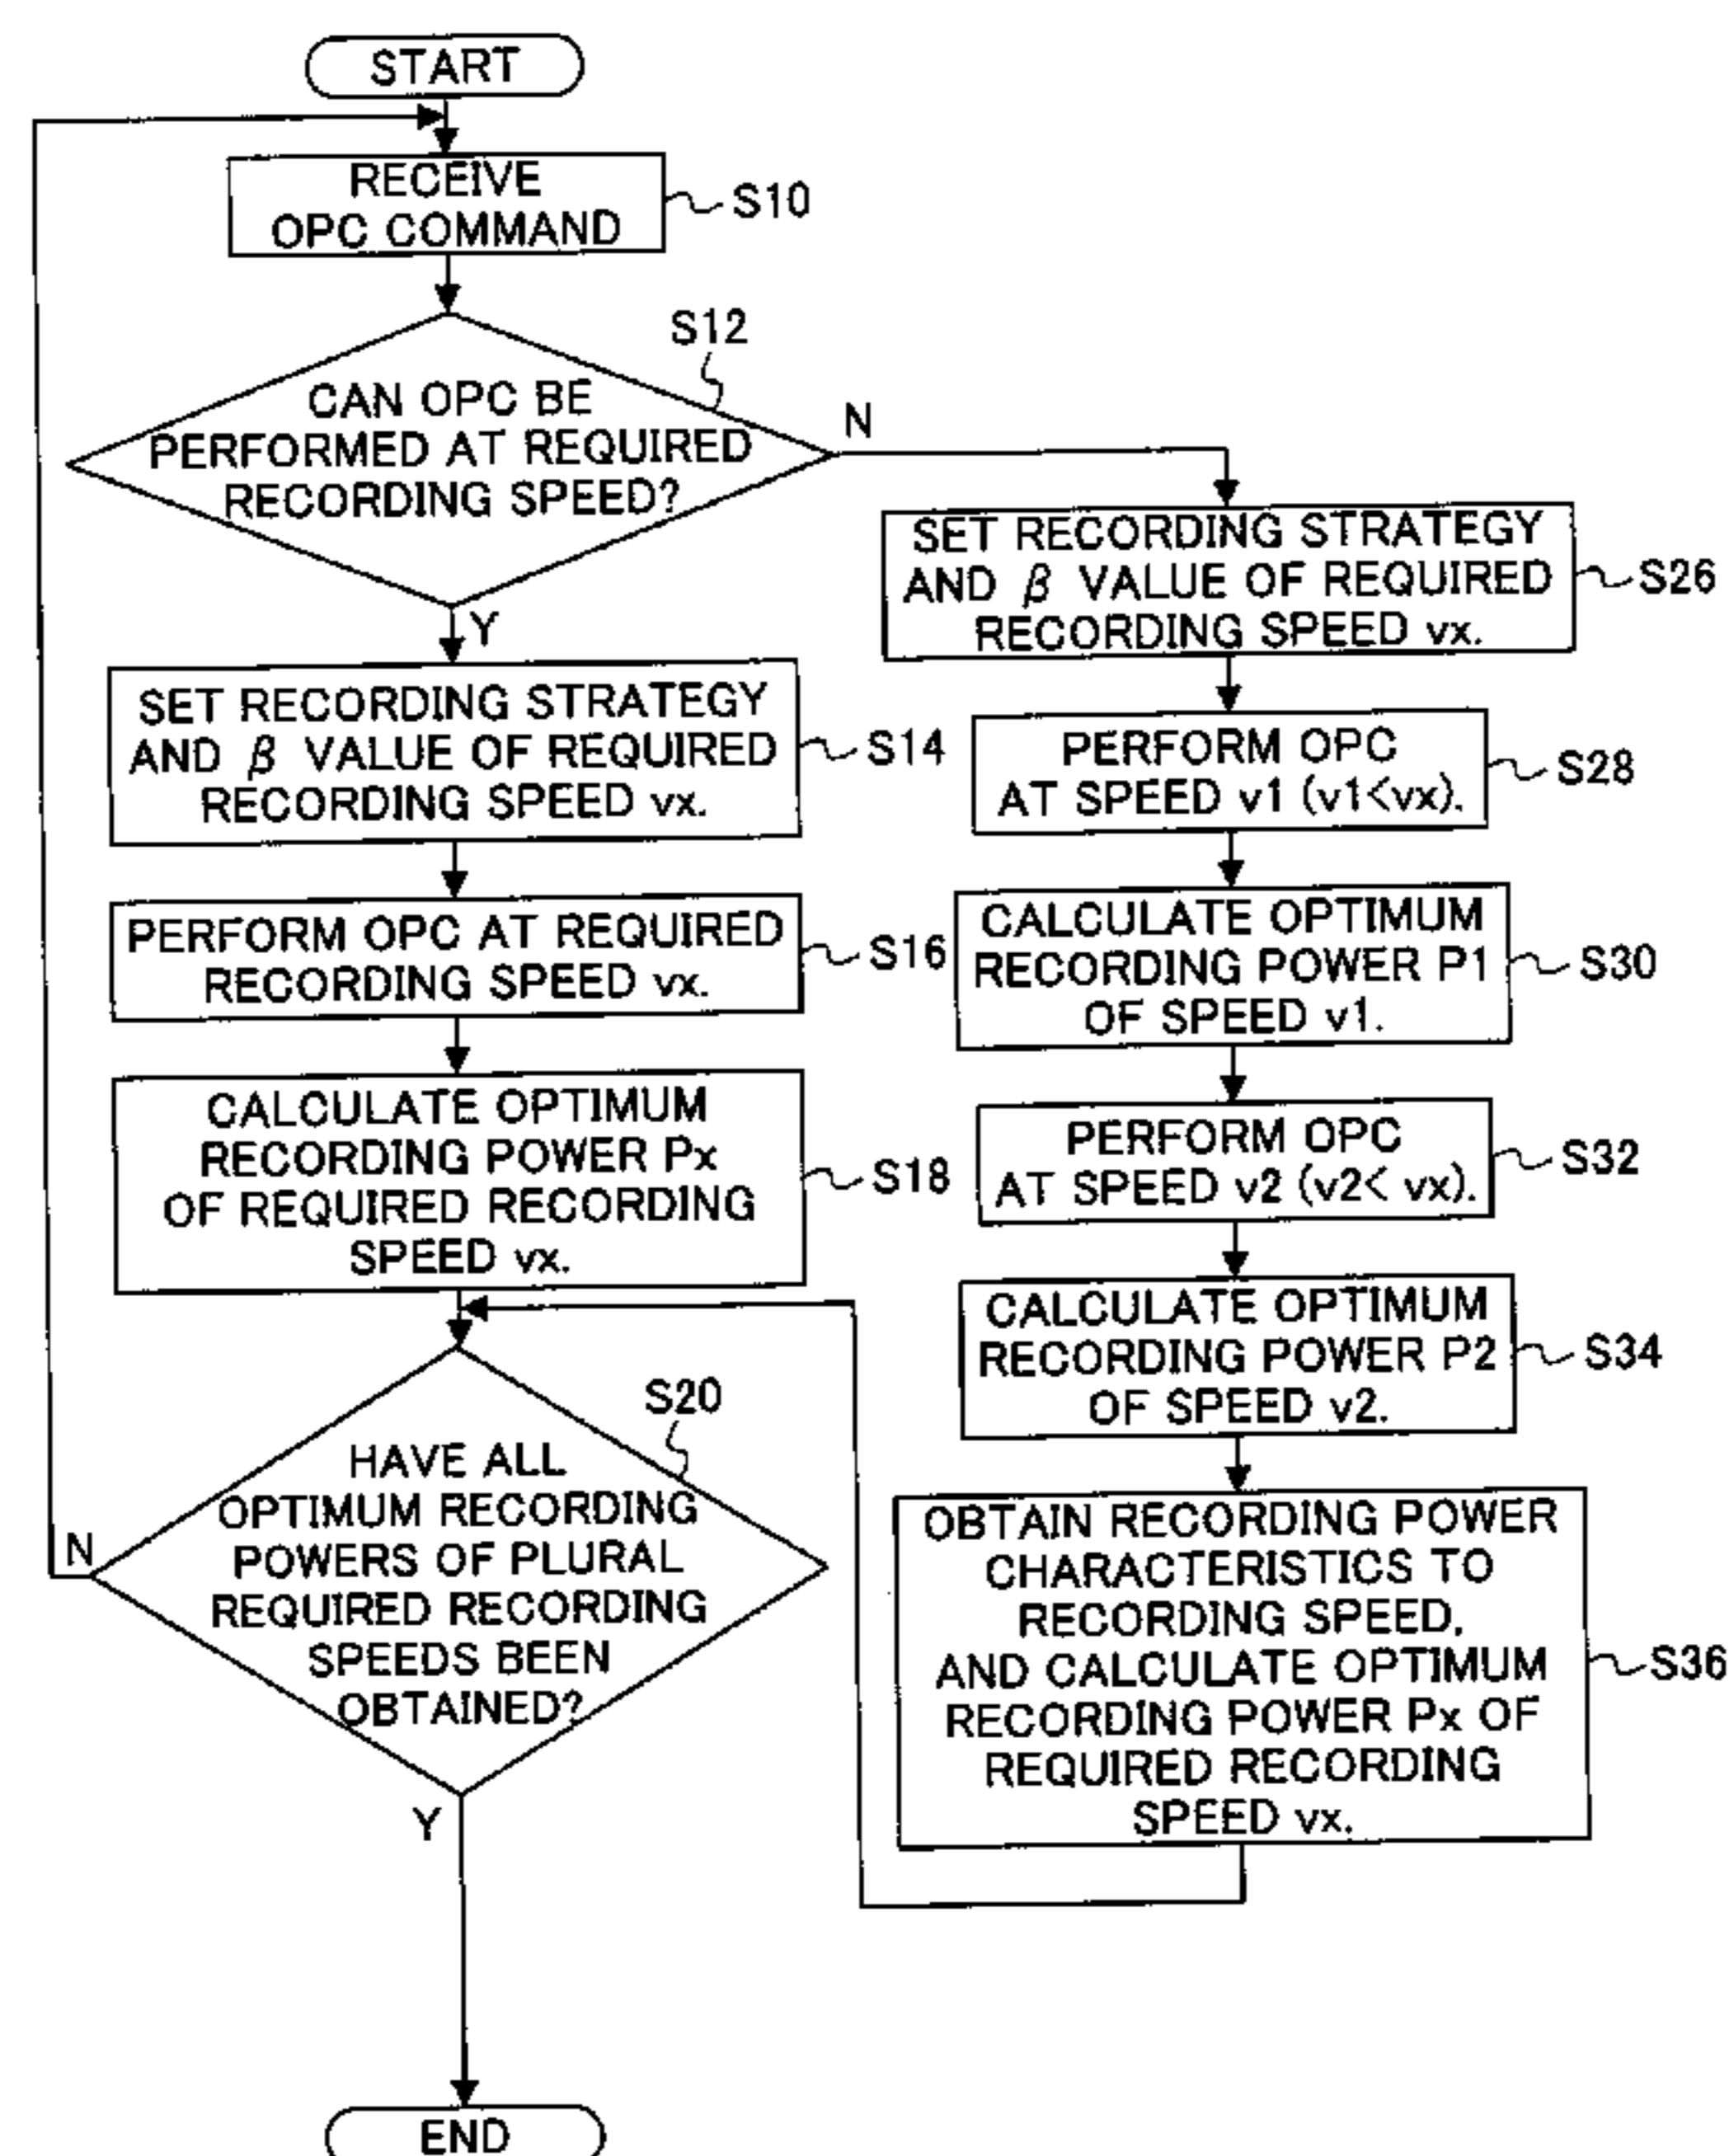 START
RECEIVE
OPC COMMAND
S10
S12
CAN OPC BE
PERFORMED AT REQUIRED
RECORDING SPEED?
N
Y
SET RECORDING STRATEGY
AND β VALUE OF REQUIRED
RECORDING SPEED vx.
S14
PERFORM OPC AT REQUIRED
RECORDING SPEED vx.
S16
CALCULATE OPTIMUM
RECORDING POWER Px
OF REQUIRED RECORDING
SPEED vx.
S18
S20
HAVE ALL
OPTIMUM RECORDING
POWERS OF PLURAL
REQUIRED RECORDING
SPEEDS BEEN
OBTAINED?
N
Y
END
SET RECORDING STRATEGY
AND β VALUE OF REQUIRED
RECORDING SPEED vx.
S26
PERFORM OPC
AT SPEED v1 (v1<vx).
S28
CALCULATE OPTIMUM
RECORDING POWER P1
OF SPEED v1.
S30
PERFORM OPC
AT SPEED v2 (v2< vx).
S32
CALCULATE OPTIMUM
RECORDING POWER P2
OF SPEED v2.
S34
OBTAIN RECORDING POWER
CHARACTERISTICS TO
RECORDING SPEED,
AND CALCULATE OPTIMUM
RECORDING POWER Px OF
REQUIRED RECORDING
SPEED vx.
S36